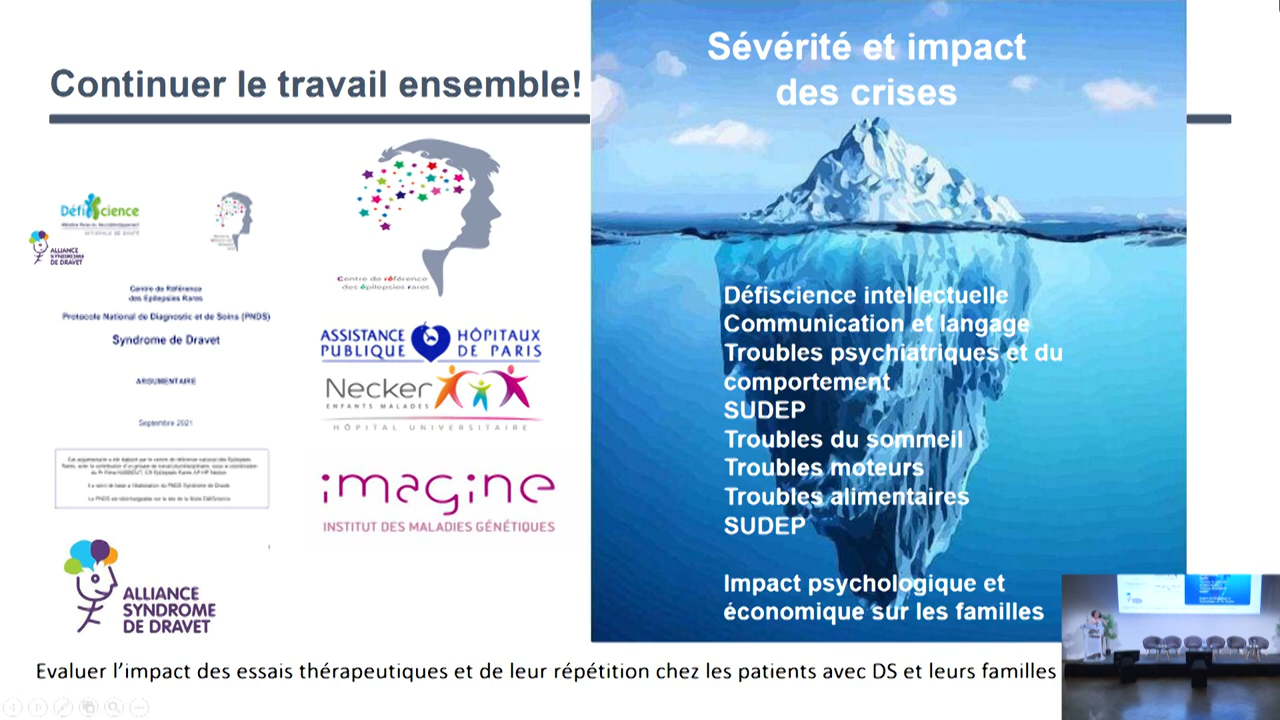 Continuer le travail ensemble!
DéfiScience
ALLIANCE
SYNDROME
DE DRAVET
Centre de Référence
des Epilepsies Rares
Protocole National de Diagnostic et de Soins (PNDS)
Syndrome de Dravet
ARGUMENTAIRE
Septembre 2021
ALLIANCE
SYNDROME
DE DRAVET
Centre de référence
des épilepsies rares
ASSISTANCE HÔPITAUX
PUBLIQUE DE PARIS
Necker
ENFANTS MALADES
HÔPITAL UNIVERSITAIRE
imagine
INSTITUT DES MALADIES GÉNÉTIQUES
Sévérité et impact
des crises
Défiscience intellectuelle
Communication et langage
Troubles psychiatriques et du
comportement
SUDEP
Troubles du sommeil
Troubles moteurs
Troubles alimentaires
SUDEP
Impact psychologique et
économique sur les familles
Evaluer l'impact des essais thérapeutiques et de leur répétition chez les patients avec DS et leurs familles